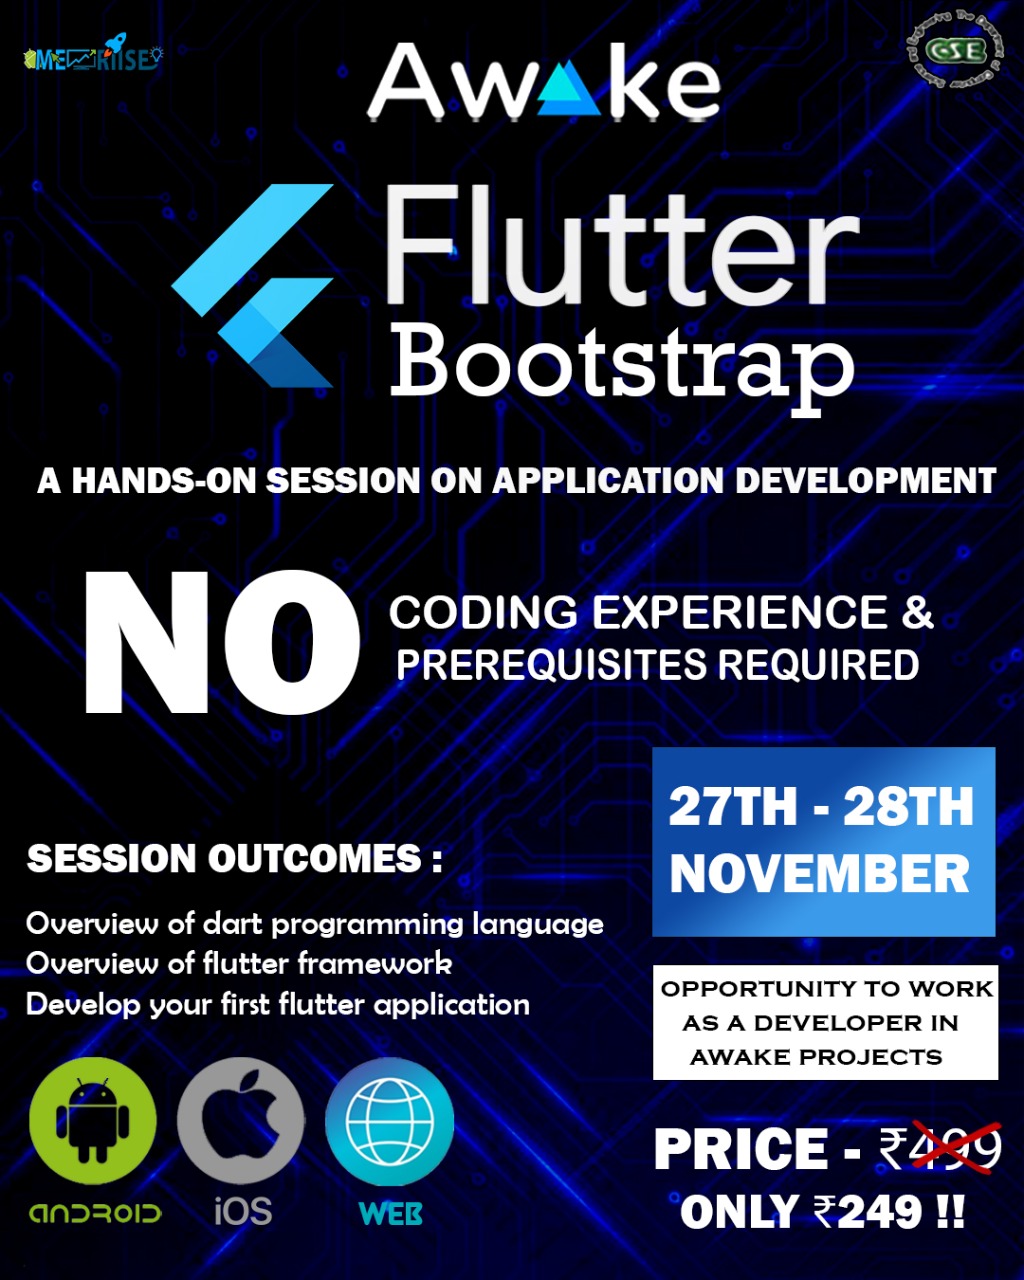 MERIISE
Awake
GSE
Flutter
Bootstrap
A HANDS-ON SESSION ON APPLICATION DEVELOPMENT
NO
CODING EXPERIENCE &
PREREQUISITES REQUIRED
27TH - 28TH
NOVEMBER
SESSION OUTCOMES :
Overview of dart programming language
Overview of flutter framework
Develop your first flutter application
OPPORTUNITY TO WORK
AS A DEVELOPER IN
AWAKE PROJECTS
ANDROID
iOS
WEB
PRICE - ₹499
ONLY ₹249 !!